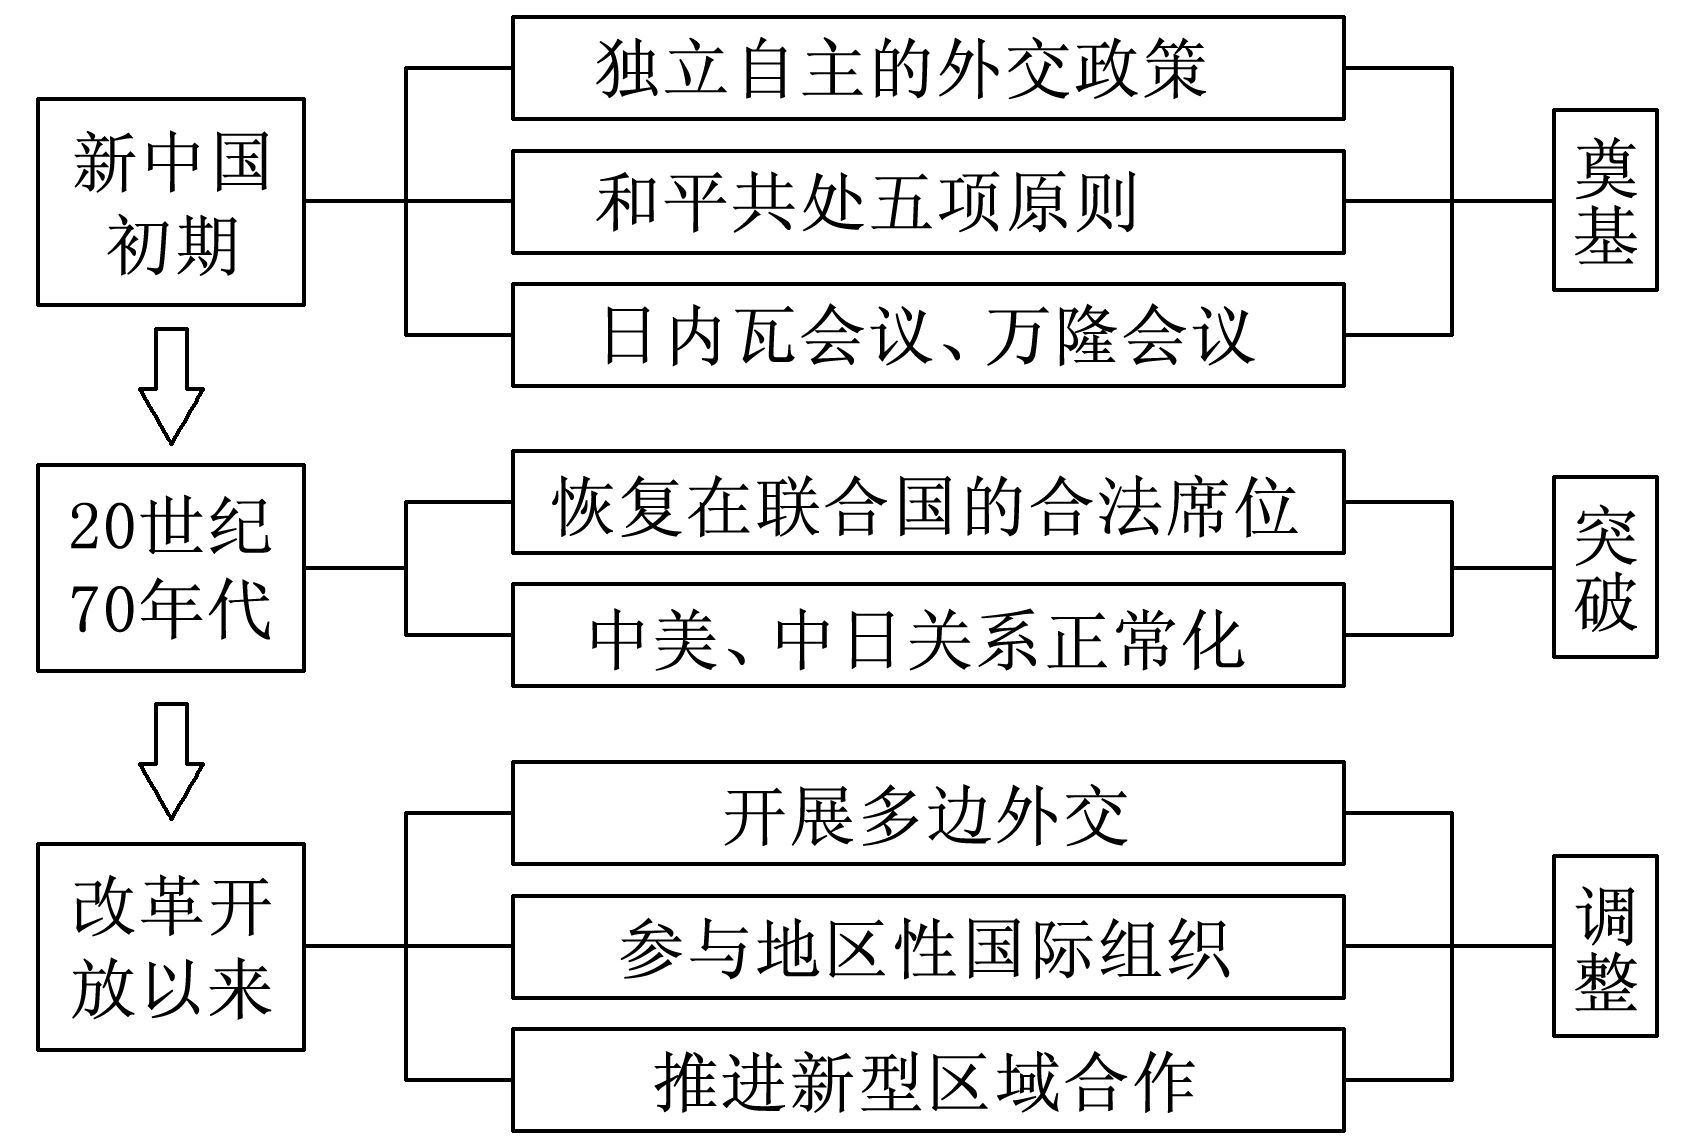 新中国
初期
独立自主的外交政策
和平共处五项原则
日内瓦会议、万隆会议
奠
基
20世纪
70年代
恢复在联合国的合法席位
中美、中日关系正常化
突
破
改革开
放以来
开展多边外交
参与地区性国际组织
推进新型区域合作
调
整